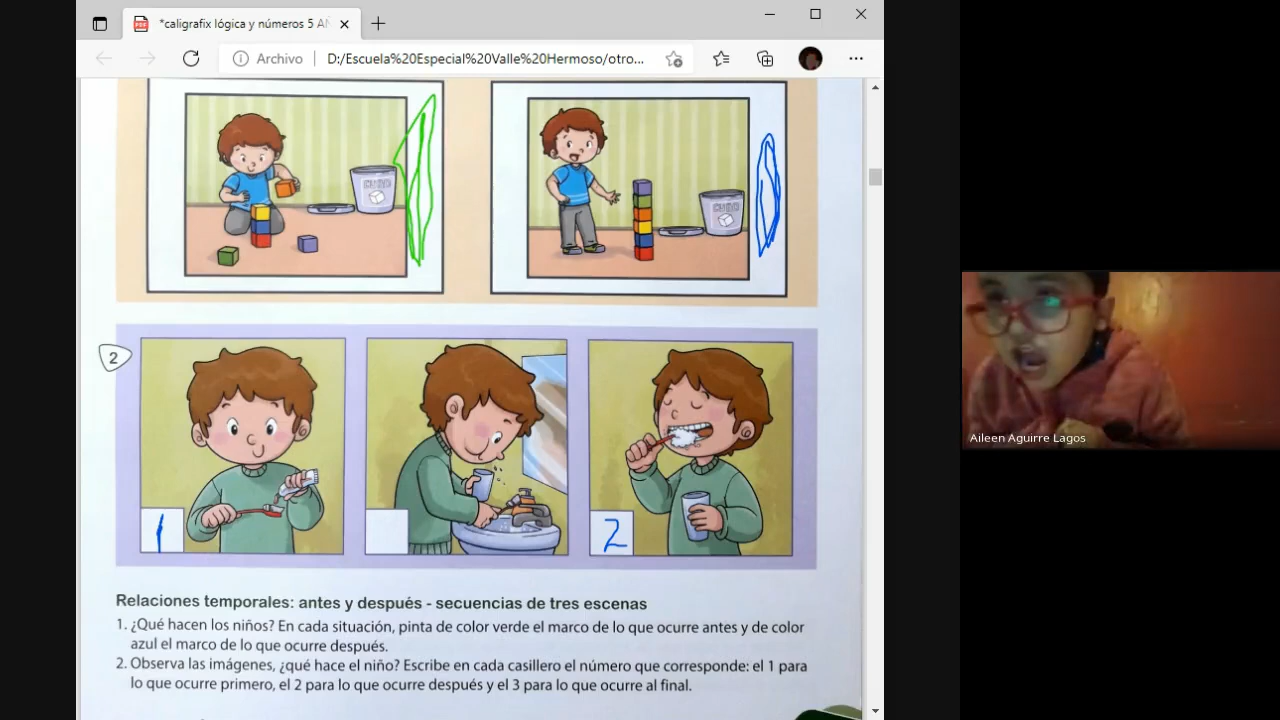 *caligrafix lógica y números 5 AÑ
Archivo
D:/Escuela%20Especial%20Valle%20Hermoso/otro...
CUBO
CUBO
2
1
2
Aileen Aguirre Lagos
Relaciones temporales: antes y después - secuencias de tres escenas
1. ¿Qué hacen los niños? En cada situación, pinta de color verde el marco de lo que ocurre antes y de color
azul el marco de lo que ocurre después.
2. Observa las imágenes, ¿qué hace el niño? Escribe en cada casillero el número que corresponde: el 1 para
lo que ocurre primero, el 2 para lo que ocurre después y el 3 para lo que ocurre al final.